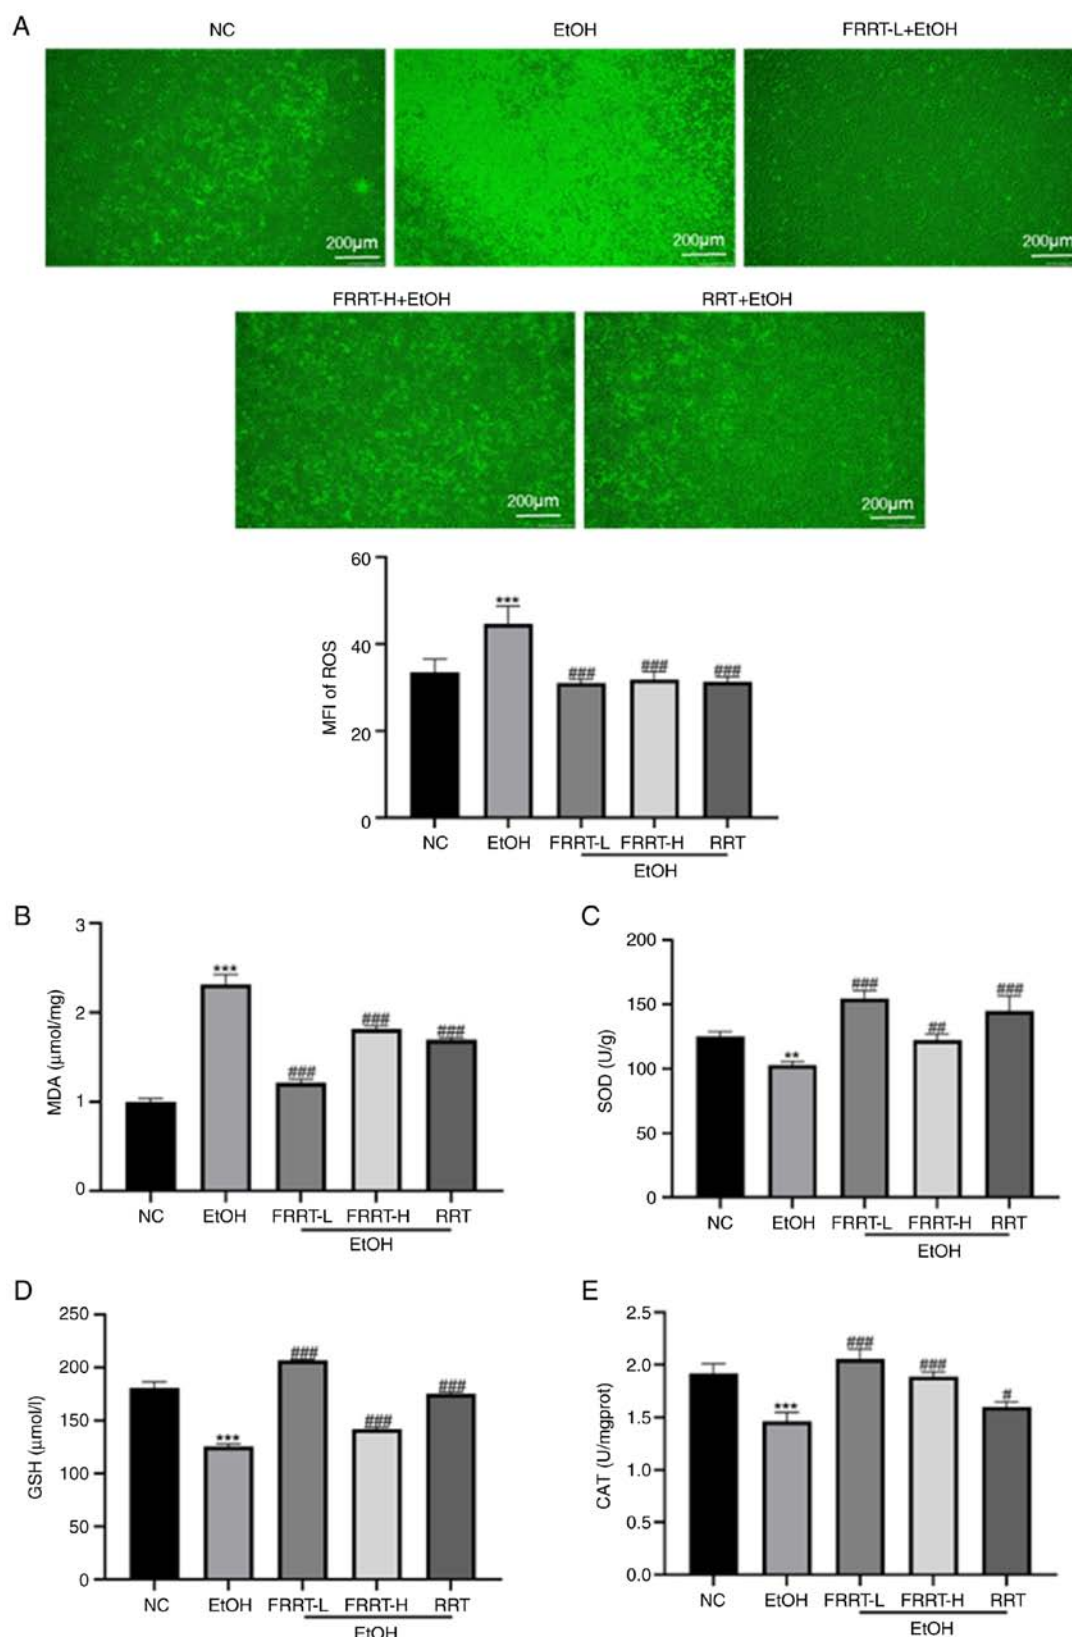 A
NC
EtOH
FRRT-L+EtOH
200µm
200µm
200µm
FRRT-H+EtOH
RRT+EtOH
200µm
200µm
60
40
20
0
MFI of ROS
***
###
###
###
NC
EtOH
FRRT-L
FRRT-H
RRT
EtOH
B
3
2
1
0
MDA (µmol/mg)
***
###
###
###
NC
EtOH
FRRT-L
FRRT-H
RRT
EtOH
C
200
150
100
50
0
SOD (U/g)
**
###
##
###
NC
EtOH
FRRT-L
FRRT-H
RRT
EtOH
D
250
200
150
100
50
0
GSH (µmol/l)
***
###
###
###
NC
EtOH
FRRT-L
FRRT-H
RRT
EtOH
E
2.5
2.0
1.5
1.0
0.5
0.0
CAT (U/mgprot)
***
###
###
#
NC
EtOH
FRRT-L
FRRT-H
RRT
EtOH